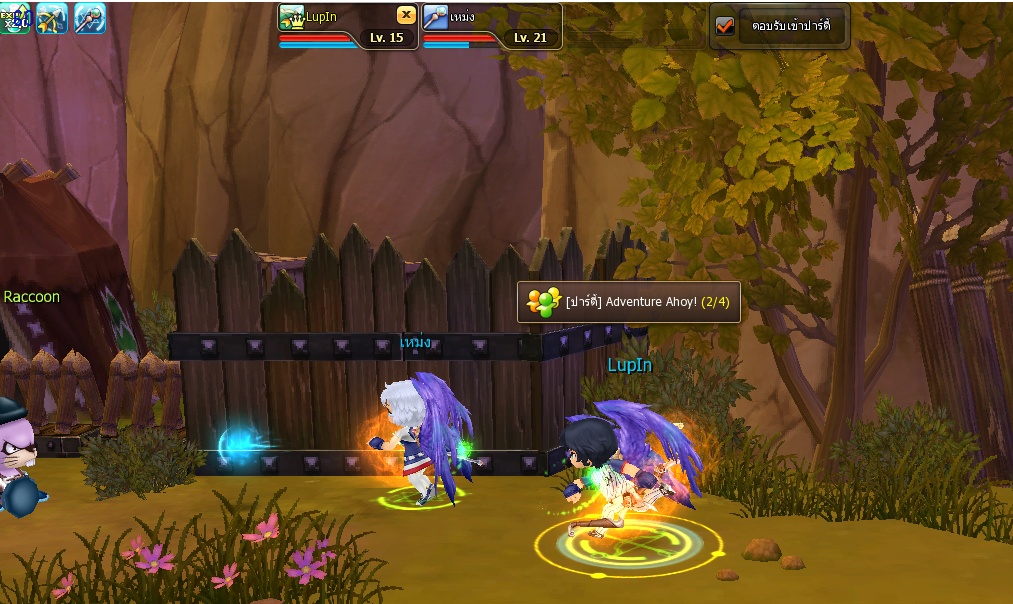 LupIn
Lv. 15
เหม่ง
Lv. 21
ตอบรับเข้าปาร์ตี้
Raccoon
[ปาร์ตี้] Adventure Ahoy! (2/4)
เหม่ง
LupIn